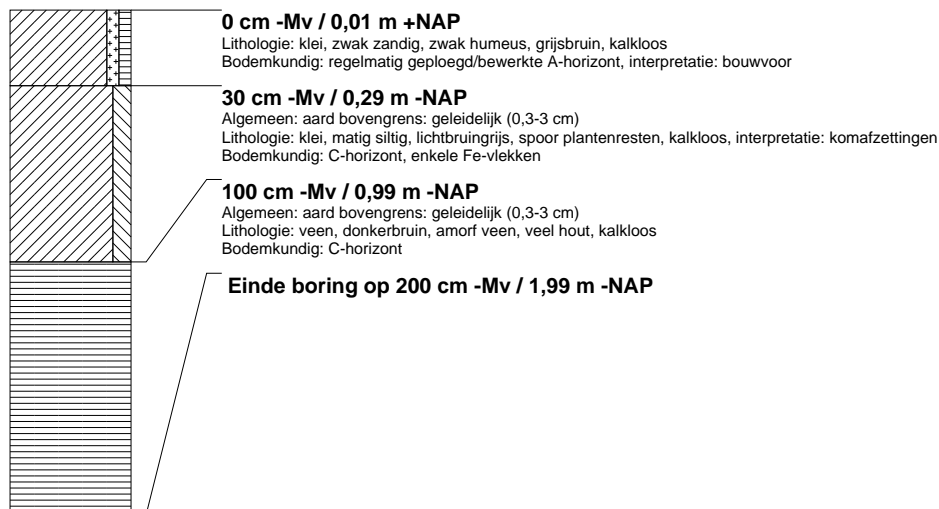 0 cm -Mv / 0,01 m +NAP
Lithologie: klei, zwak zandig, zwak humeus, grijsbruin, kalkloos
Bodemkundig: regelmatig geploegd/bewerkte A-horizont, interpretatie: bouwvoor
30 cm -Mv / 0,29 m -NAP
Algemeen: aard bovengrens: geleidelijk (0,3-3 cm)
Lithologie: klei, matig siltig, lichtbruingrijs, spoor plantenresten, kalkloos, interpretatie: komafzettingen
Bodemkundig: C-horizont, enkele Fe-vlekken
100 cm -Mv / 0,99 m -NAP
Algemeen: aard bovengrens: geleidelijk (0,3-3 cm)
Lithologie: veen, donkerbruin, amorf veen, veel hout, kalkloos
Bodemkundig: C-horizont
Einde boring op 200 cm -Mv / 1,99 m -NAP